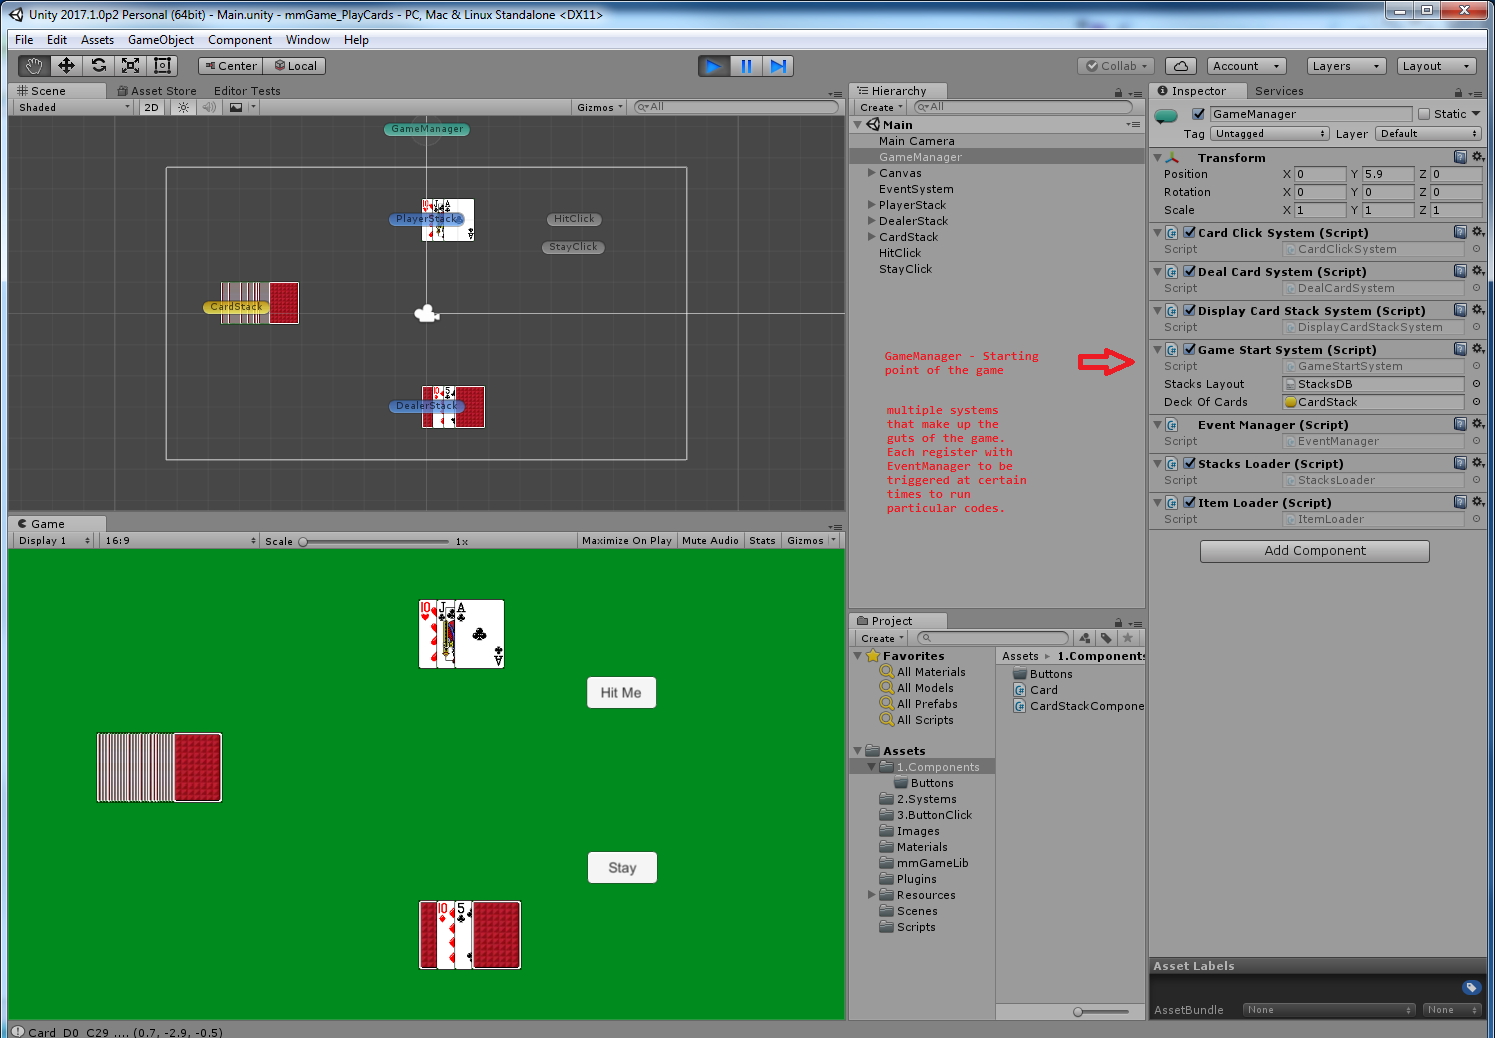 Unity 2017.1.0p2 Personal (64bit) - Main.unity - mmGame_PlayCards - PC, Mac & Linux Standalone <DX11>
File Edit Assets GameObject Component Window Help
Center Local
Collab Account Layers Layout
Scene Asset Store Editor Tests
Shaded 2D Gizmos All
GameManager
PlayerStack
10 J A
A
HitClick
StayClick
CardStack
DealerStack
10 5
Game
Display 1 16:9 Scale 1x Maximize On Play Mute Audio Stats Gizmos
10 J A
A
Hit Me
Stay
10 5
Card D0 C29 .... (0.7, -2.9, -0.5)
Hierarchy
Create All
Main
Main Camera
GameManager
Canvas
EventSystem
PlayerStack
DealerStack
CardStack
HitClick
StayClick
GameManager - Starting
point of the game
multiple systems
that make up the
guts of the game.
Each register with
EventManager to be
triggered at certain
times to run
particular codes.
Project
Create
Favorites
All Materials
All Models
All Prefabs
All Scripts
Assets
1.Components
Buttons
2.Systems
3.ButtonClick
Images
Materials
mmGameLib
Plugins
Resources
Scenes
Scripts
Assets 1.Components
Buttons
Card
CardStackCompone
Inspector Services
GameManager Static
Tag Untagged Layer Default
Transform
Position X 0 Y 5.9 Z 0
Rotation X 0 Y 0 Z 0
Scale X 1 Y 1 Z 1
Card Click System (Script)
Script CardClickSystem
Deal Card System (Script)
Script DealCardSystem
Display Card Stack System (Script)
Script DisplayCardStackSystem
Game Start System (Script)
Script GameStartSystem
Stacks Layout StacksDB
Deck Of Cards CardStack
Event Manager (Script)
Script EventManager
Stacks Loader (Script)
Script StacksLoader
Item Loader (Script)
Script ItemLoader
Add Component
Asset Labels
AssetBundle None None